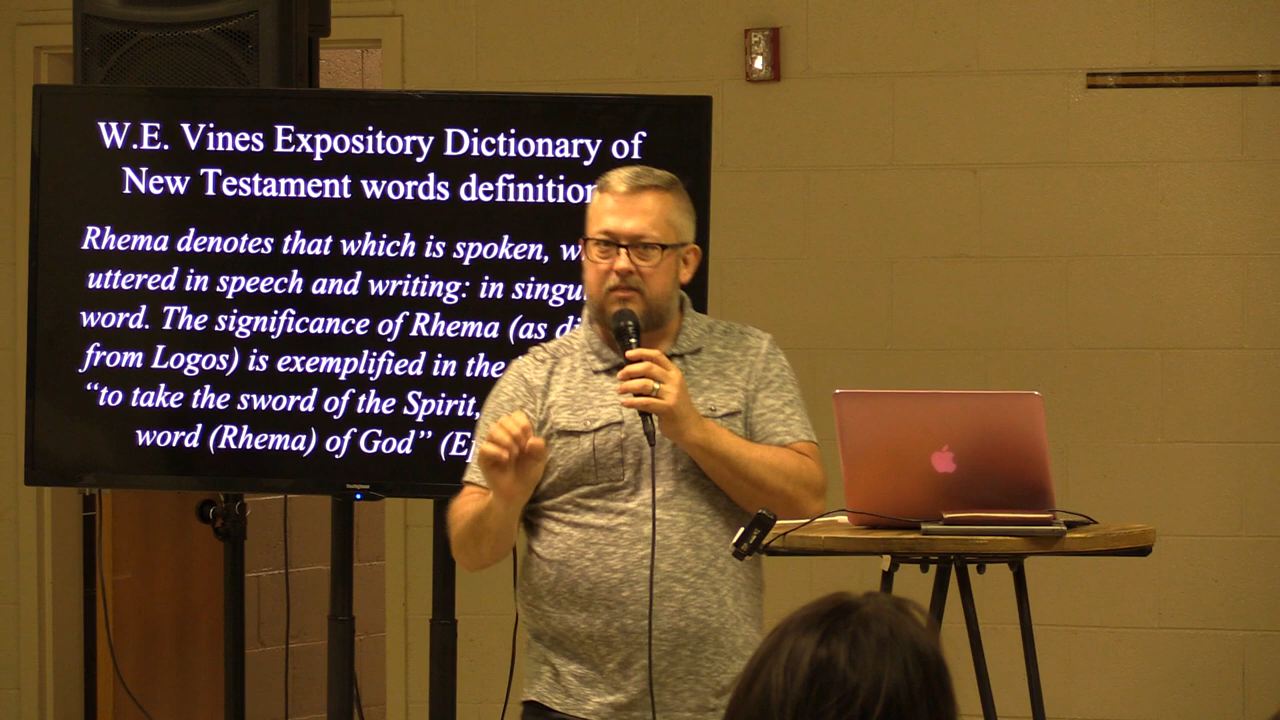 W.E. Vines Expository Dictionary of
New Testament words definition
Rhema denotes that which is spoken,
uttered in speech and writing: in
word. The significance of Rhema (as
from Logos) is exemplified in the
“to take the sword of the Spirit,
word (Rhema) of God”